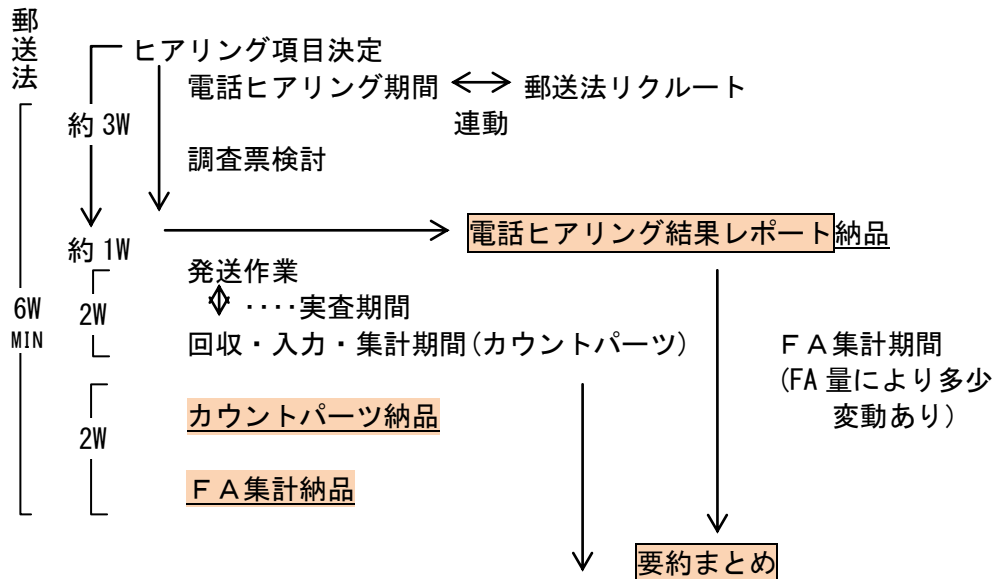 郵送法
ヒアリング項目決定
電話ヒアリング期間
郵送法リクルート
約3W
連動
調査票検討
電話ヒアリング結果レポート納品
約1W
発送作業
6W
MIN
2W
‥‥実査期間
回収・入力・集計期間(カウントパーツ)
ＦＡ集計期間
(FA量により多少
変動あり)
カウントパーツ納品
2W
ＦＡ集計納品
要約まとめ